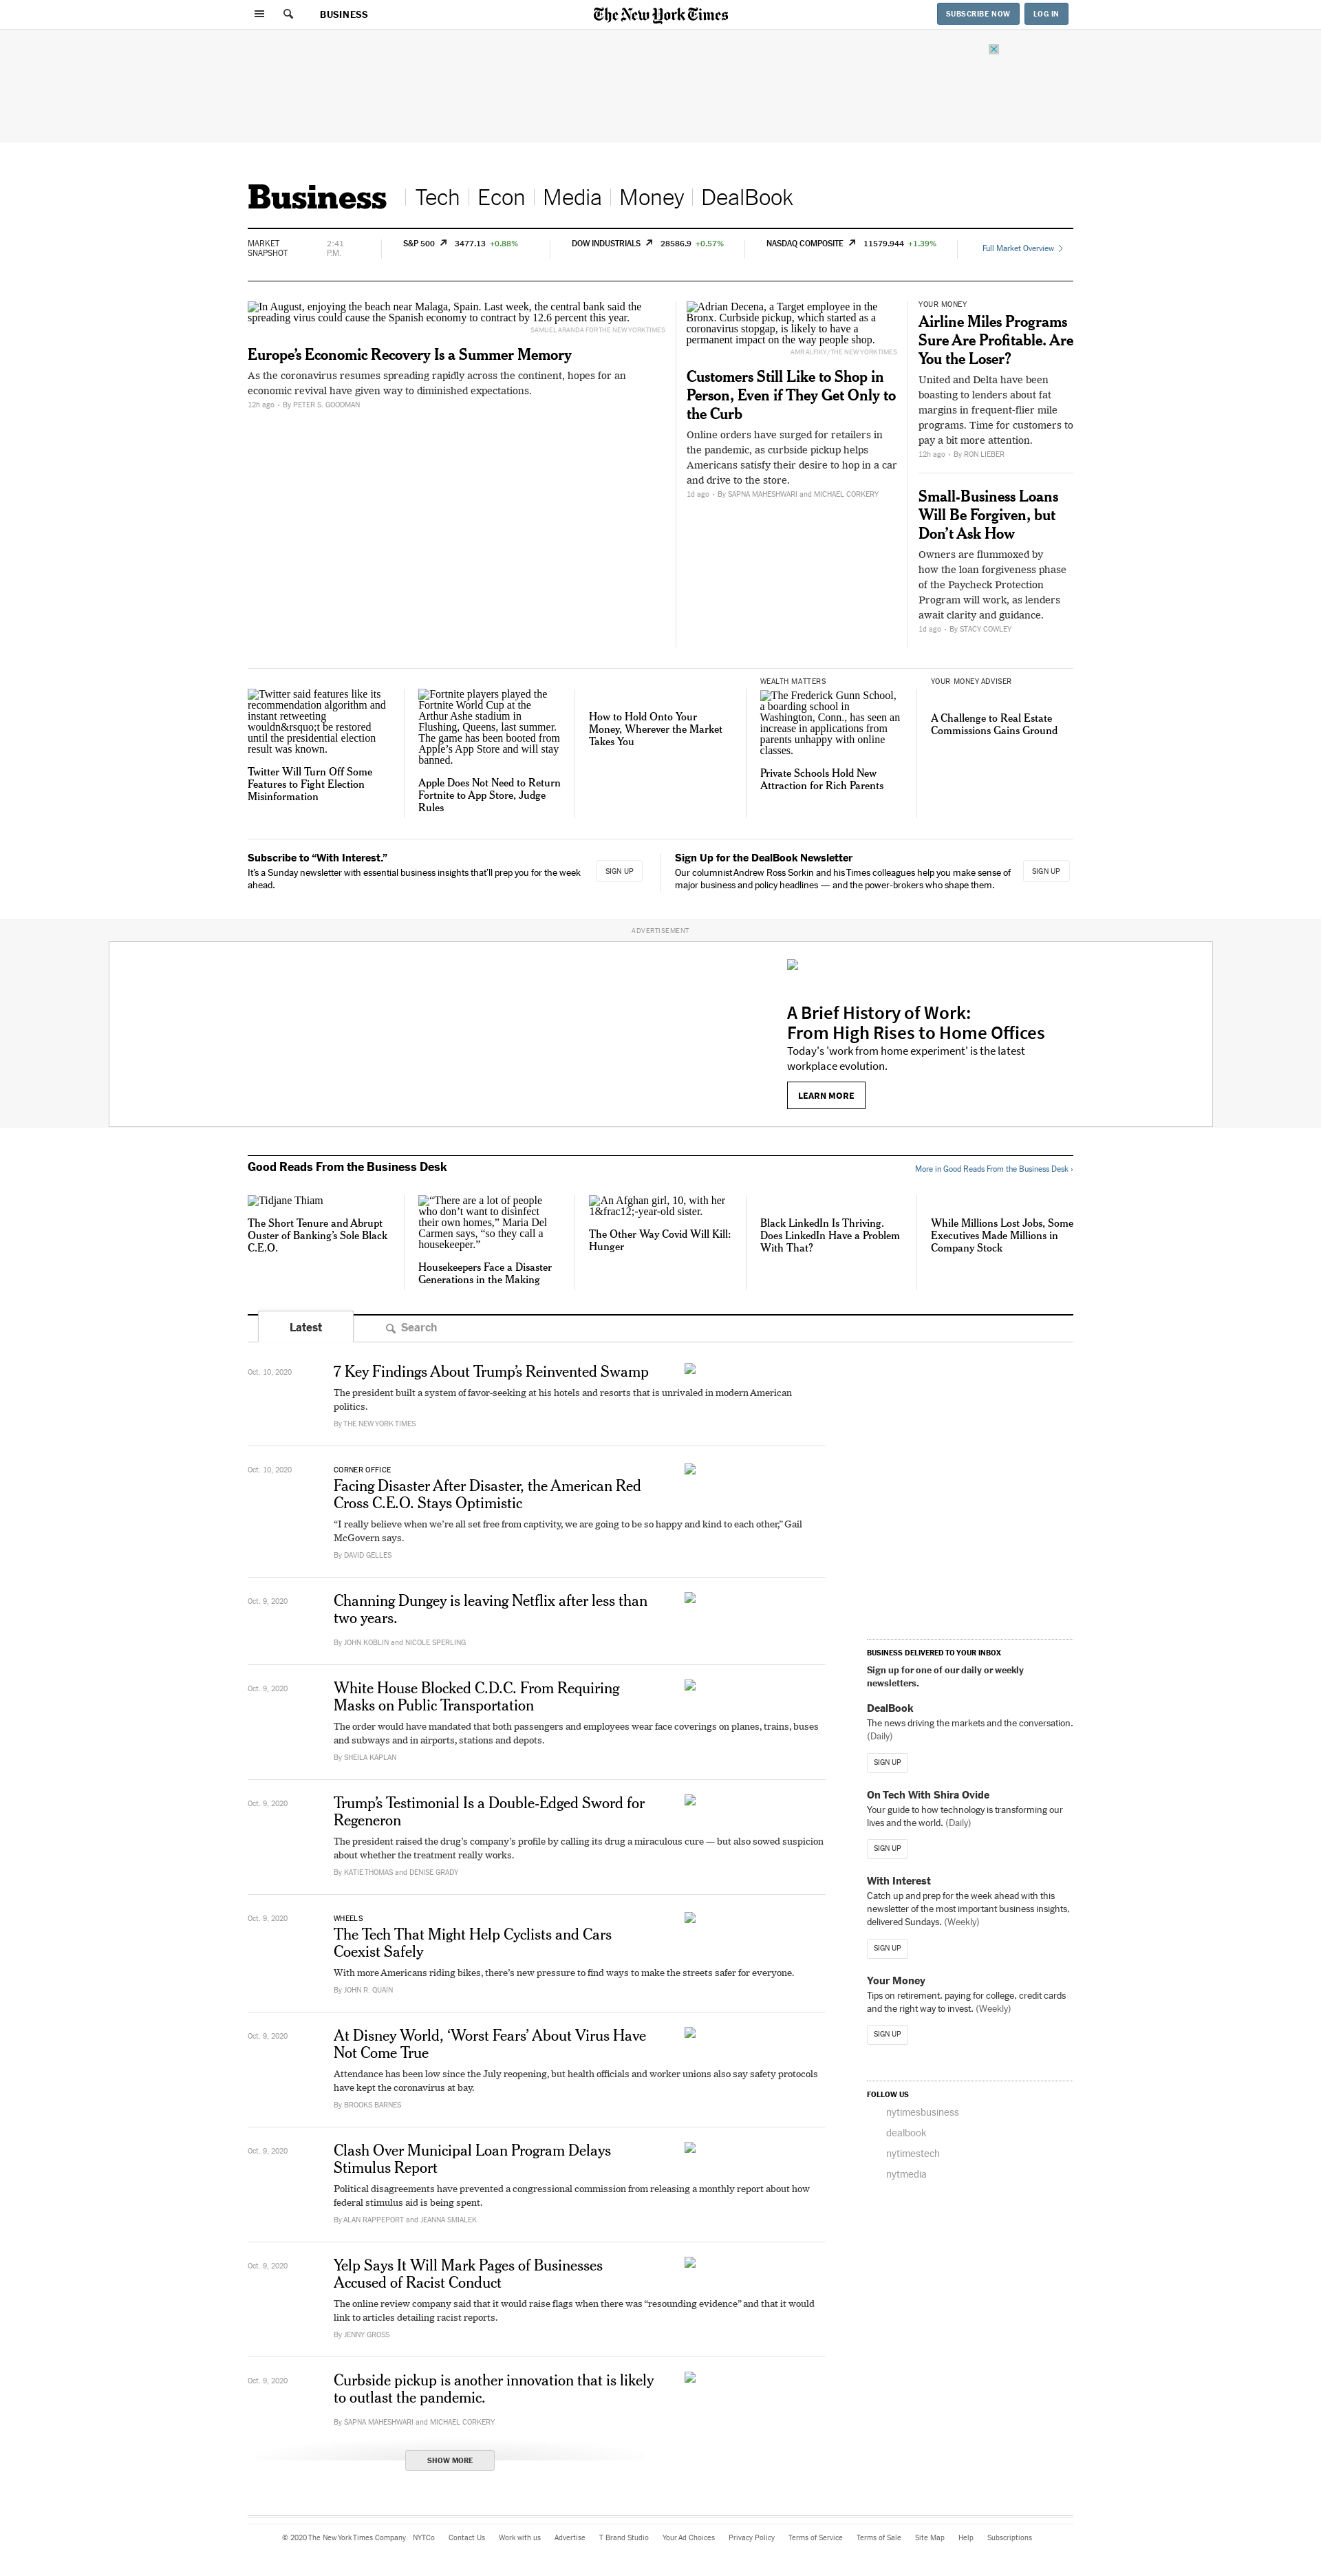 BUSINESS
The New York Times
SUBSCRIBE NOW
LOG IN
Business
Tech
Econ
Media
Money
DealBook
MARKET
SNAPSHOT
2:41
P.M.
S&P 500 3477.13 +0.88%
DOW INDUSTRIALS 28586.9 +0.57%
NASDAQ COMPOSITE 11579.944 +1.39%
Full Market Overview
In August, enjoying the beach near Malaga, Spain. Last week, the central bank said the
spreading virus could cause the Spanish economy to contract by 12.6 percent this year.
SAMUEL ARANDA FOR THE NEW YORK TIMES
Europe’s Economic Recovery Is a Summer Memory
As the coronavirus resumes spreading rapidly across the continent, hopes for an
economic revival have given way to diminished expectations.
12h ago • By PETER S. GOODMAN
Adrian Decena, a Target employee in the
Bronx. Curbside pickup, which started as a
coronavirus stopgap, is likely to have a
permanent impact on the way people shop.
AMR ALFIKY/THE NEW YORK TIMES
Customers Still Like to Shop in
Person, Even if They Get Only to
the Curb
Online orders have surged for retailers in
the pandemic, as curbside pickup helps
Americans satisfy their desire to hop in a car
and drive to the store.
1d ago • By SAPNA MAHESHWARI and MICHAEL CORKERY
YOUR MONEY
Airline Miles Programs
Sure Are Profitable. Are
You the Loser?
United and Delta have been
boasting to lenders about fat
margins in frequent-flier mile
programs. Time for customers to
pay a bit more attention.
12h ago • By RON LIEBER
Small-Business Loans
Will Be Forgiven, but
Don’t Ask How
Owners are flummoxed by
how the loan forgiveness phase
of the Paycheck Protection
Program will work, as lenders
await clarity and guidance.
1d ago • By STACY COWLEY
Twitter said features like its
recommendation algorithm and
instant retweeting
wouldn&rsquo;t be restored
until the presidential election
result was known.
Twitter Will Turn Off Some
Features to Fight Election
Misinformation
Fortnite players played the
Fortnite World Cup at the
Arthur Ashe stadium in
Flushing, Queens, last summer.
The game has been booted from
Apple’s App Store and will stay
banned.
Apple Does Not Need to Return
Fortnite to App Store, Judge
Rules
How to Hold Onto Your
Money, Wherever the Market
Takes You
WEALTH MATTERS
The Frederick Gunn School,
a boarding school in
Washington, Conn., has seen an
increase in applications from
parents unhappy with online
classes.
Private Schools Hold New
Attraction for Rich Parents
YOUR MONEY ADVISER
A Challenge to Real Estate
Commissions Gains Ground
Subscribe to “With Interest.”
It’s a Sunday newsletter with essential business insights that’ll prep you for the week
ahead.
SIGN UP
Sign Up for the DealBook Newsletter
Our columnist Andrew Ross Sorkin and his Times colleagues help you make sense of
major business and policy headlines — and the power-brokers who shape them.
SIGN UP
ADVERTISEMENT
A Brief History of Work:
From High Rises to Home Offices
Today's 'work from home experiment' is the latest
workplace evolution.
LEARN MORE
Good Reads From the Business Desk
More in Good Reads From the Business Desk ›
Tidjane Thiam
The Short Tenure and Abrupt
Ouster of Banking’s Sole Black
C.E.O.
“There are a lot of people
who don’t want to disinfect
their own homes,” Maria Del
Carmen says, “so they call a
housekeeper.”
Housekeepers Face a Disaster
Generations in the Making
An Afghan girl, 10, with her
1&frac12;-year-old sister.
The Other Way Covid Will Kill:
Hunger
Black LinkedIn Is Thriving.
Does LinkedIn Have a Problem
With That?
While Millions Lost Jobs, Some
Executives Made Millions in
Company Stock
Latest
Search
Oct. 10, 2020
7 Key Findings About Trump’s Reinvented Swamp
The president built a system of favor-seeking at his hotels and resorts that is unrivaled in modern American
politics.
By THE NEW YORK TIMES
Oct. 10, 2020
CORNER OFFICE
Facing Disaster After Disaster, the American Red
Cross C.E.O. Stays Optimistic
“I really believe when we’re all set free from captivity, we are going to be so happy and kind to each other,” Gail
McGovern says.
By DAVID GELLES
Oct. 9, 2020
Channing Dungey is leaving Netflix after less than
two years.
By JOHN KOBLIN and NICOLE SPERLING
Oct. 9, 2020
White House Blocked C.D.C. From Requiring
Masks on Public Transportation
The order would have mandated that both passengers and employees wear face coverings on planes, trains, buses
and subways and in airports, stations and depots.
By SHEILA KAPLAN
Oct. 9, 2020
Trump’s Testimonial Is a Double-Edged Sword for
Regeneron
The president raised the drug’s company’s profile by calling its drug a miraculous cure — but also sowed suspicion
about whether the treatment really works.
By KATIE THOMAS and DENISE GRADY
Oct. 9, 2020
WHEELS
The Tech That Might Help Cyclists and Cars
Coexist Safely
With more Americans riding bikes, there’s new pressure to find ways to make the streets safer for everyone.
By JOHN R. QUAIN
Oct. 9, 2020
At Disney World, ‘Worst Fears’ About Virus Have
Not Come True
Attendance has been low since the July reopening, but health officials and worker unions also say safety protocols
have kept the coronavirus at bay.
By BROOKS BARNES
Oct. 9, 2020
Clash Over Municipal Loan Program Delays
Stimulus Report
Political disagreements have prevented a congressional commission from releasing a monthly report about how
federal stimulus aid is being spent.
By ALAN RAPPEPORT and JEANNA SMIALEK
Oct. 9, 2020
Yelp Says It Will Mark Pages of Businesses
Accused of Racist Conduct
The online review company said that it would raise flags when there was “resounding evidence” and that it would
link to articles detailing racist reports.
By JENNY GROSS
Oct. 9, 2020
Curbside pickup is another innovation that is likely
to outlast the pandemic.
By SAPNA MAHESHWARI and MICHAEL CORKERY
SHOW MORE
BUSINESS DELIVERED TO YOUR INBOX
Sign up for one of our daily or weekly
newsletters.
DealBook
The news driving the markets and the conversation.
(Daily)
SIGN UP
On Tech With Shira Ovide
Your guide to how technology is transforming our
lives and the world. (Daily)
SIGN UP
With Interest
Catch up and prep for the week ahead with this
newsletter of the most important business insights,
delivered Sundays. (Weekly)
SIGN UP
Your Money
Tips on retirement, paying for college, credit cards
and the right way to invest. (Weekly)
SIGN UP
FOLLOW US
nytimesbusiness
dealbook
nytimestech
nytmedia
© 2020 The New York Times Company NYTCo Contact Us Work with us Advertise T Brand Studio Your Ad Choices Privacy Policy Terms of Service Terms of Sale Site Map Help Subscriptions